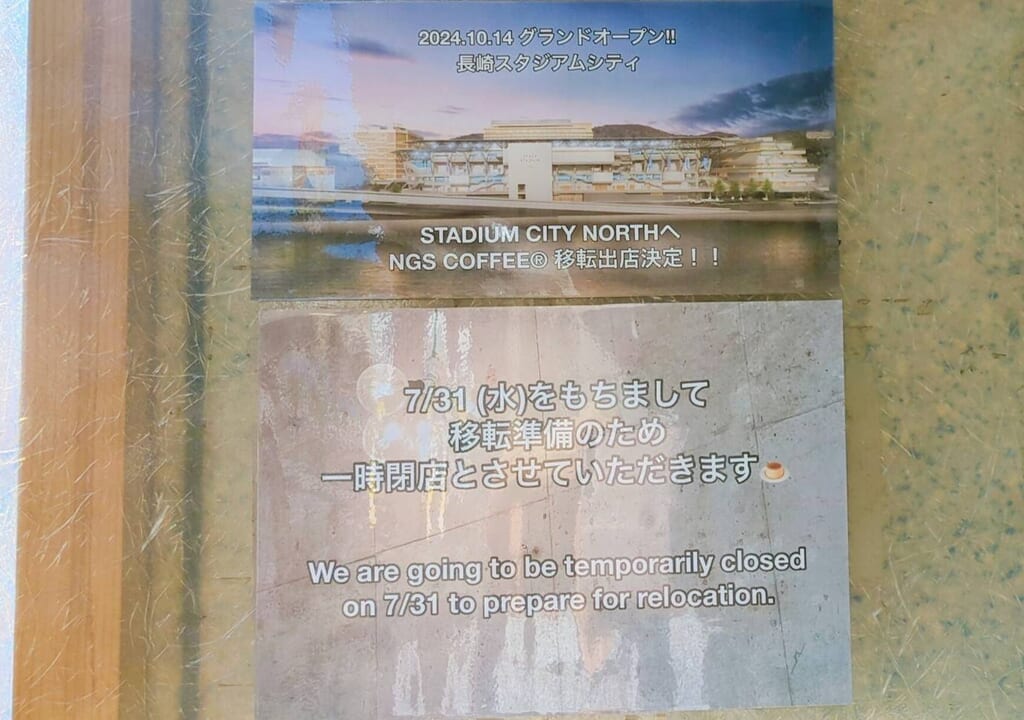 2024.10.14 グランドオープン!!
長崎スタジアムシティ
STADIUM CITY NORTHへ
NGS COFFEE® 移転出店決定！！
7/31 (水)をもちまして
移転準備のため
一時閉店とさせていただきます🍮
We are going to be temporarily closed
on 7/31 to prepare for relocation.